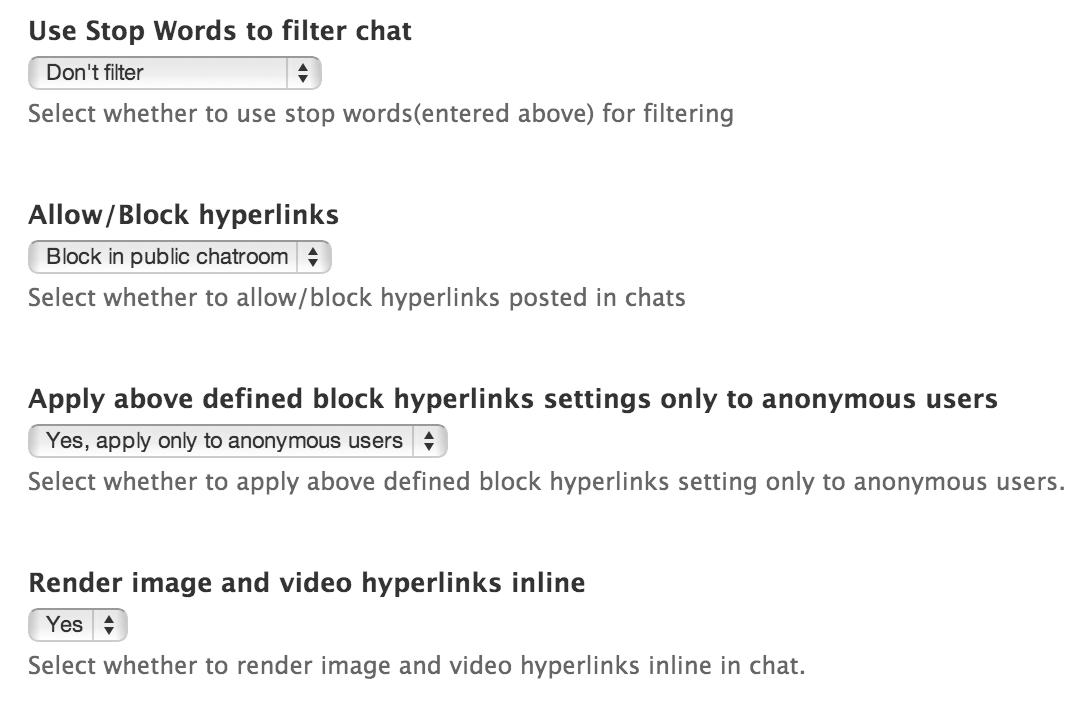 Use Stop Words to filter chat
Don't filter
Select whether to use stop words(entered above) for filtering
Allow/Block hyperlinks
Block in public chatroom
Select whether to allow/block hyperlinks posted in chats
Apply above defined block hyperlinks settings only to anonymous users
Yes, apply only to anonymous users
Select whether to apply above defined block hyperlinks setting only to anonymous users.
Render image and video hyperlinks inline
Yes
Select whether to render image and video hyperlinks inline in chat.